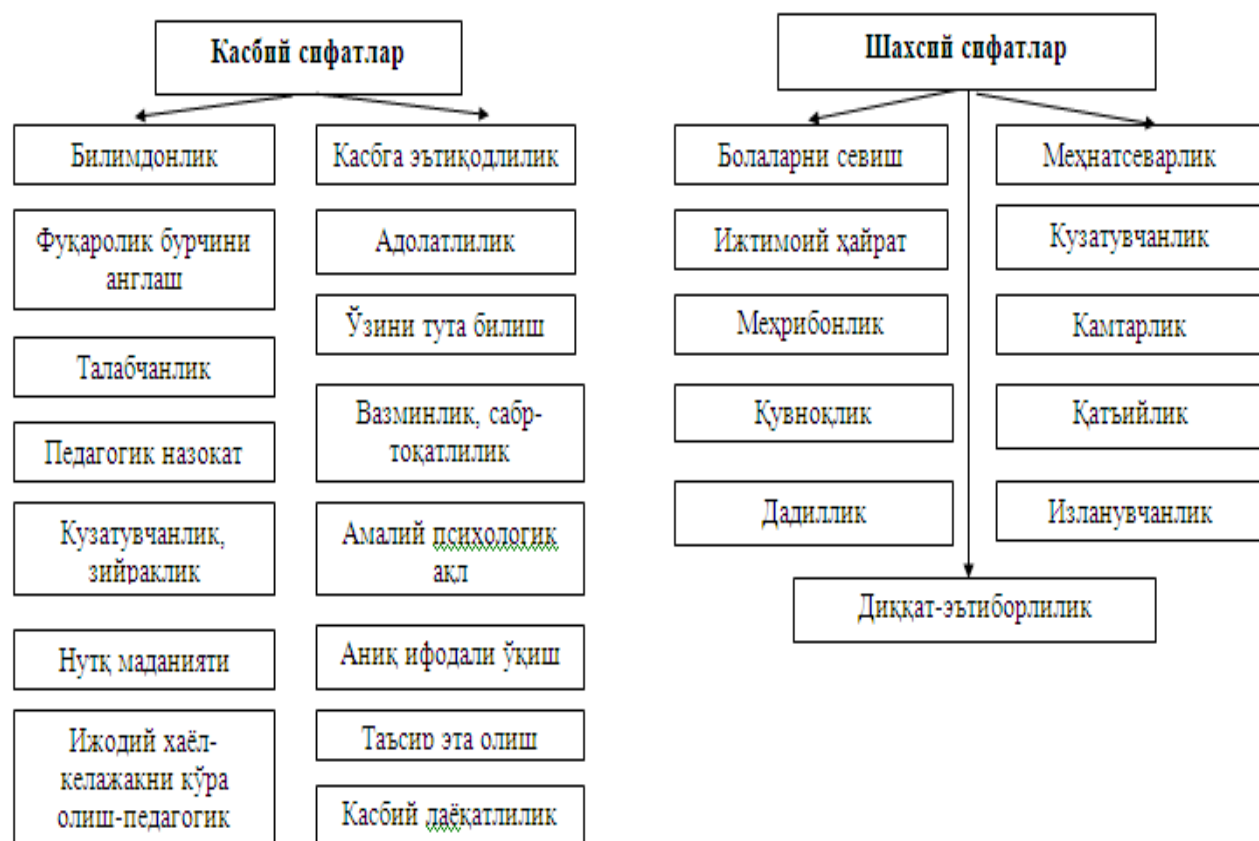 Касбий сифатлар
Билимдонлик
Фуқаролик бурчини
англаш
Талабчанлик
Педагогик назокат
Кузатувчанлик,
зийраклик
Нутқ маданияти
Ижодий хаёл-
келажакни кўра
олиш-педагогик
Касбга эътиқодлилик
Адолатлилик
Ўзини тута билиш
Вазминлик, сабр-
тоқатлилик
Амалий психологик
ақл
Аниқ ифодали ўқиш
Таъсир эта олиш
Касбий лаёқатлилик
Шахсий сифатлар
Болаларни севиш
Ижтимоий ҳайрат
Меҳрибонлик
Қувноқлик
Дадиллик
Меҳнатсеварлик
Кузатувчанлик
Камтарлик
Қатъийлик
Изланувчанлик
Диққат-эътиборлилик